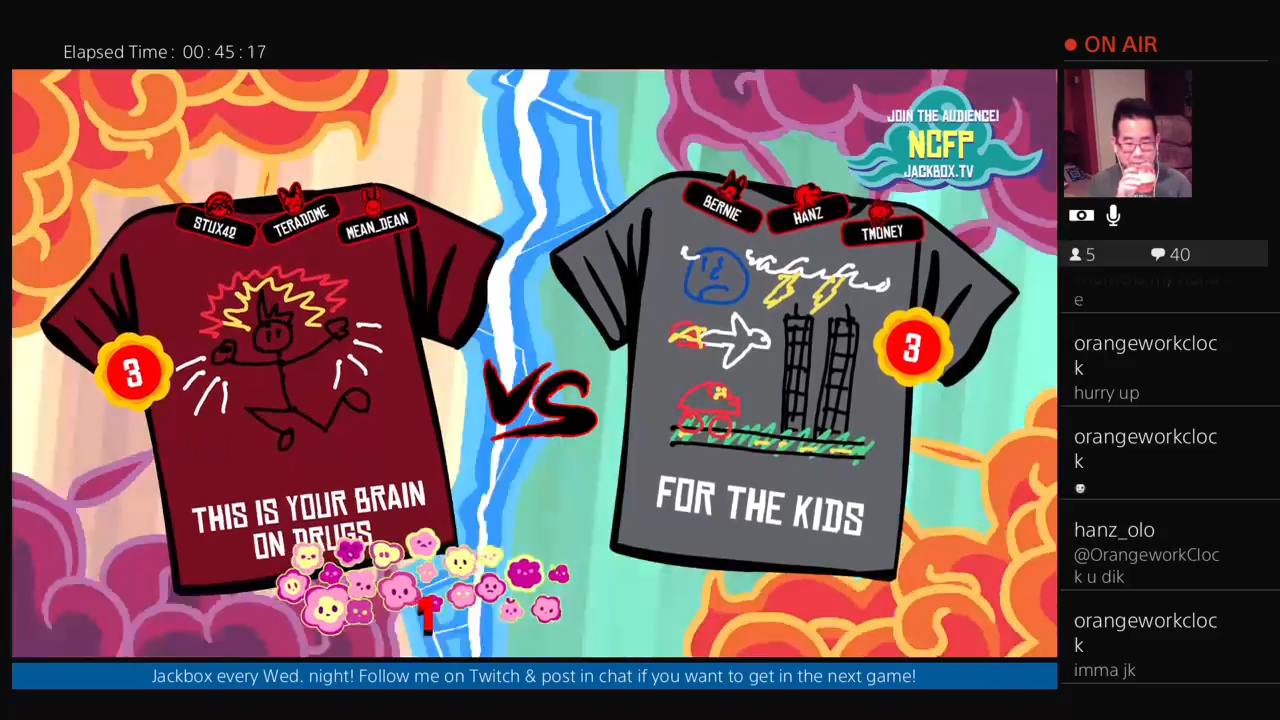 Elapsed Time: 00:45:17
ON AIR
JOIN THE AUDIENCE!
NCFP
JACKBOX.TV
STUX42
TERADOME
MEAN_DEAN
BERNIE
HANZ
TMONEY
5
40
e
orangeworkcloc
k
hurry up
orangeworkcloc
k
hanz_olo
@OrangeworkCloc
k u dik
orangeworkcloc
k
imma jk
3
3
VS
THIS IS YOUR BRAIN
ON DRUGS
FOR THE KIDS
1
Jackbox every Wed. night! Follow me on Twitch & post in chat if you want to get in the next game!